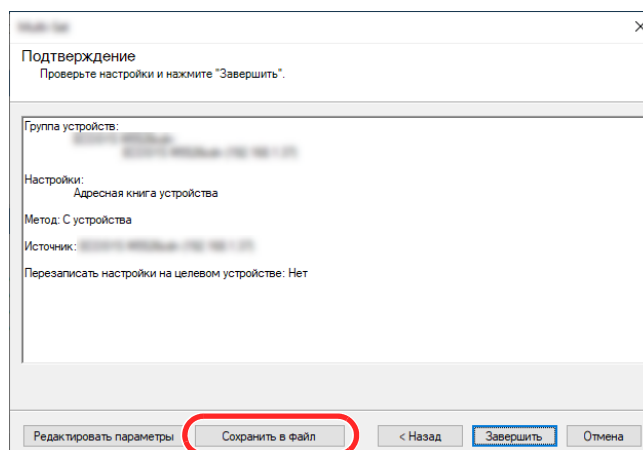 Подтверждение
Проверьте настройки и нажмите "Завершить".
Группа устройств:
Настройки:
Адресная книга устройства
Метод: С устройства
Источник:
Перезаписать настройки на целевом устройстве: Нет
Редактировать параметры
Сохранить в файл
< Назад
Завершить
Отмена